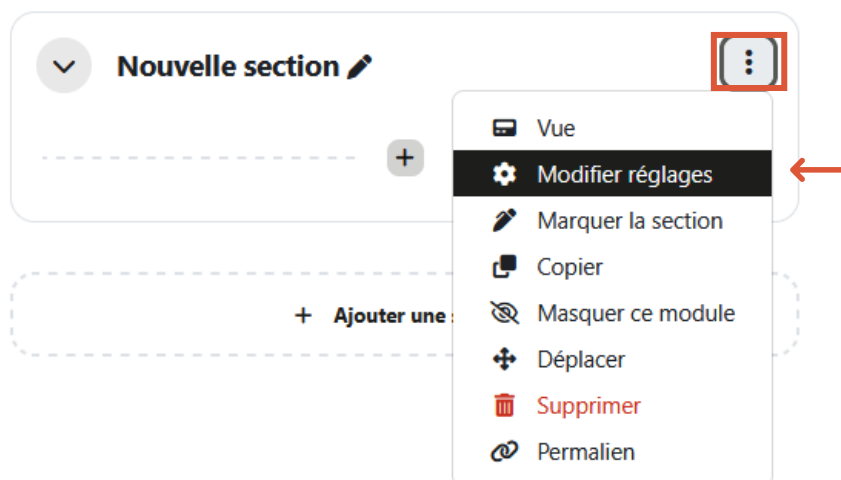 Nouvelle section
Vue
Modifier réglages
Marquer la section
Copier
Masquer ce module
Ajouter une
Déplacer
Supprimer
Permalien